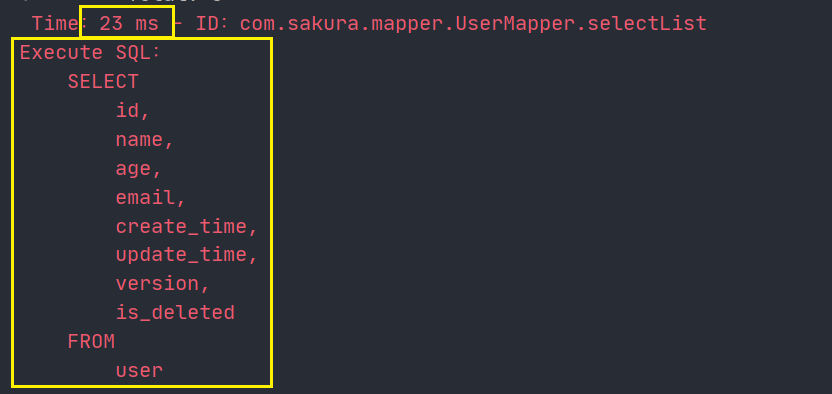 Time：23 ms - ID：com.sakura.mapper.UserMapper.selectList
Execute SQL：
SELECT
id,
name,
age,
email,
create_time,
update_time,
version,
is_deleted
FROM
user